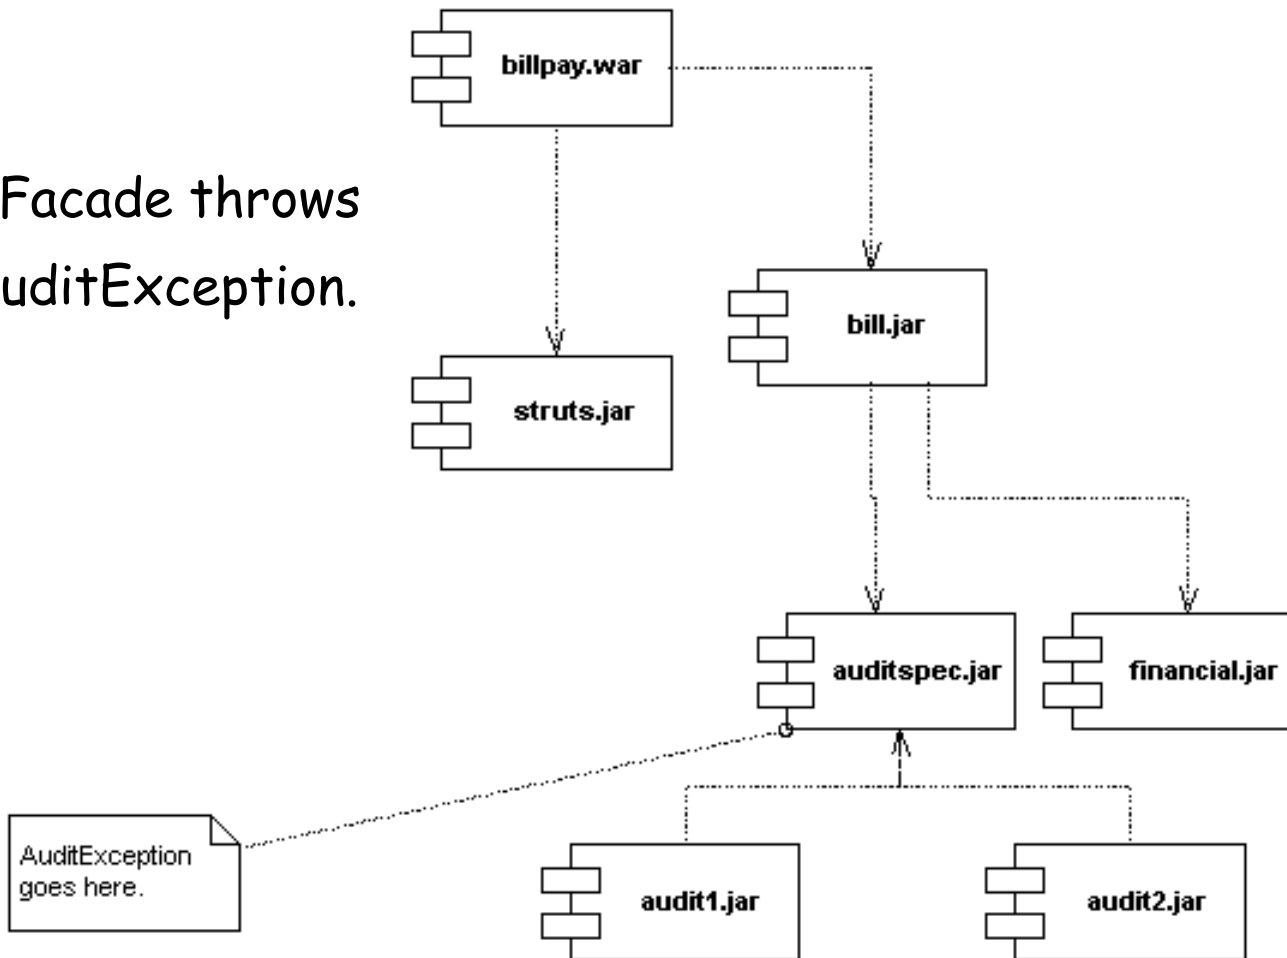 billpay.war
Facade throws
uditException.
bill.jar
struts.jar
auditspec.jar
financial.jar
AuditException
goes here.
audit1.jar
audit2.jar